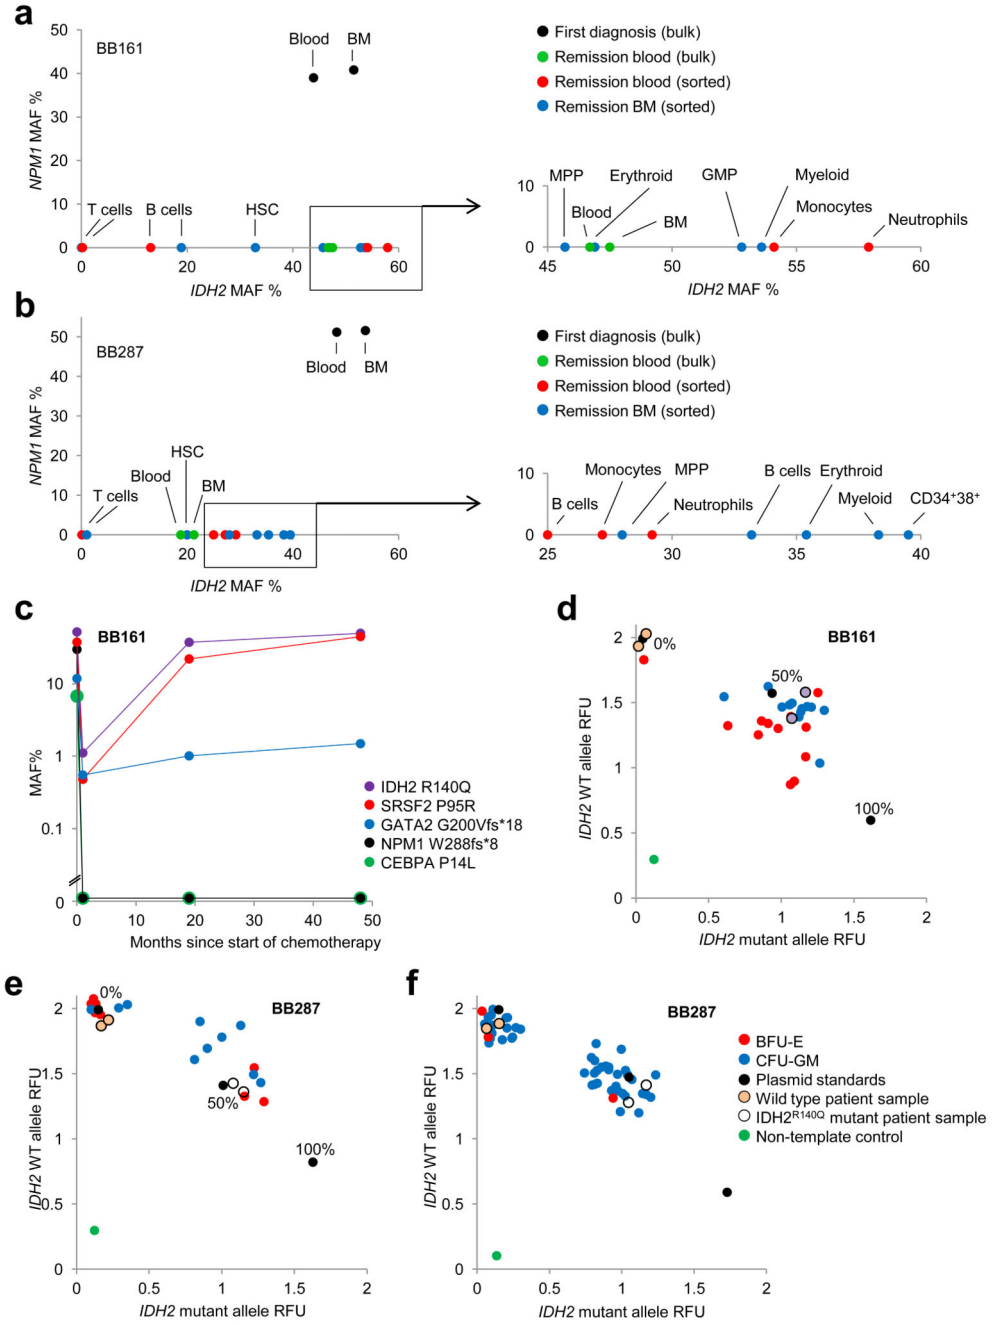 a
BB161
50
40
30
20
10
0
NPM1 MAF %
Blood
BM
T cells
B cells
HSC
0
20
40
60
IDH2 MAF %
First diagnosis (bulk)
Remission blood (bulk)
Remission blood (sorted)
Remission BM (sorted)
10
0
MPP
Erythroid
GMP
Myeloid
Blood
BM
Monocytes
Neutrophils
45
50
55
60
IDH2 MAF %
b
BB287
50
40
30
20
10
0
NPM1 MAF %
Blood
BM
HSC
Blood
BM
T cells
0
20
40
60
IDH2 MAF %
First diagnosis (bulk)
Remission blood (bulk)
Remission blood (sorted)
Remission BM (sorted)
10
0
Monocytes
MPP
B cells
Erythroid
B cells
Neutrophils
Myeloid
CD34⁺38⁺
25
30
35
40
c
BB161
10
1
0.1
0
MAF%
IDH2 R140Q
SRSF2 P95R
GATA2 G200Vfs*18
NPM1 W288fs*8
CEBPA P14L
0
10
20
30
40
50
Months since start of chemotherapy
d
BB161
2
1.5
1
0.5
0
IDH2 WT allele RFU
0%
50%
100%
0
0.5
1
1.5
2
IDH2 mutant allele RFU
e
BB287
2
1.5
1
0.5
0
IDH2 WT allele RFU
0%
50%
100%
0
0.5
1
1.5
2
IDH2 mutant allele RFU
f
BB287
2
1.5
1
0.5
0
IDH2 WT allele RFU
0
0.5
1
1.5
2
IDH2 mutant allele RFU
BFU-E
CFU-GM
Plasmid standards
Wild type patient sample
IDH2ᴿ¹⁴⁰Q mutant patient sample
Non-template control